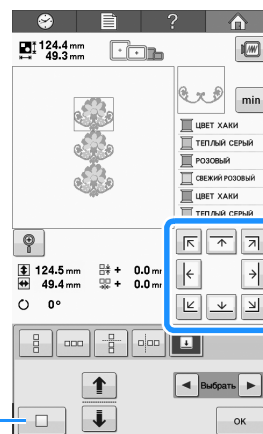 ?
124.4 mm
49.3 mm
min
ЦВЕТ ХАКИ
ТЕПЛЫЙ СЕРЫЙ
РОЗОВЫЙ
СВЕЖИЙ РОЗОВЫЙ
ЦВЕТ ХАКИ
ТЕПЛЫЙ СЕРЫЙ
124.5 mm + 0.0 mm
49.4 mm + 0.0 mm
0°
Выбрать
OK